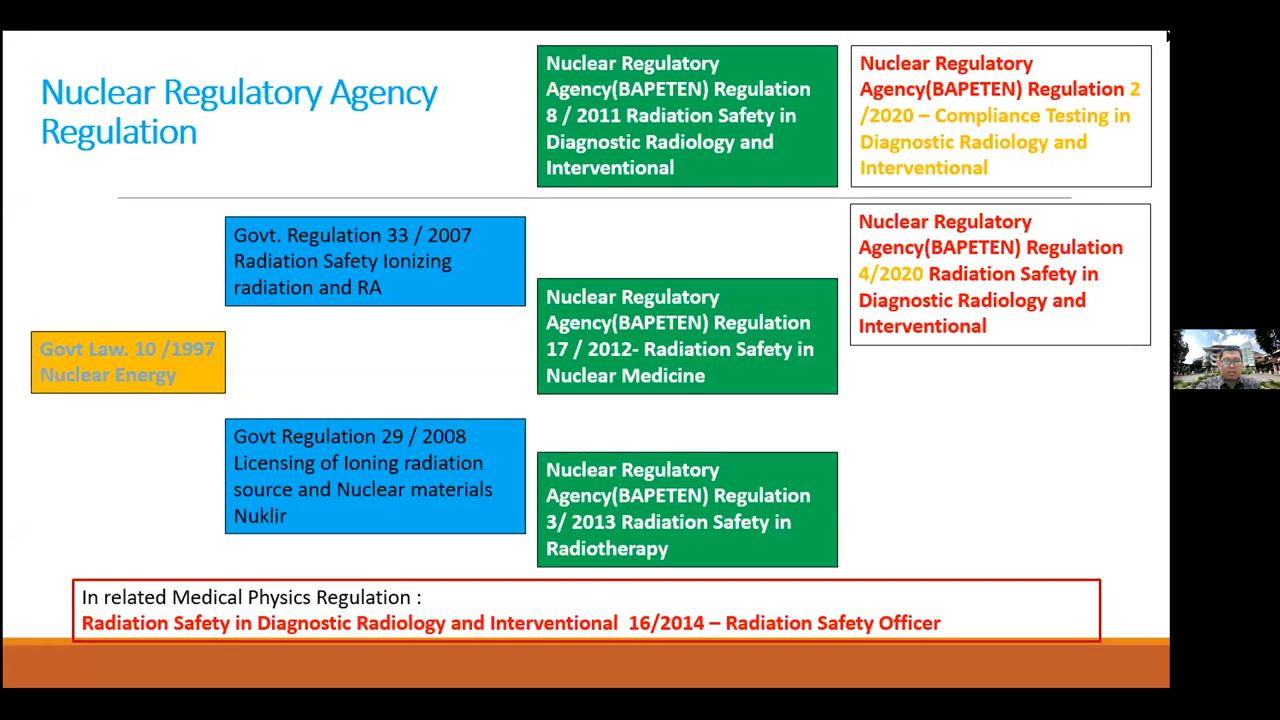 Nuclear Regulatory Agency
Regulation
Nuclear Regulatory
Agency(BAPETEN) Regulation
8 / 2011 Radiation Safety in
Diagnostic Radiology and
Interventional
Nuclear Regulatory
Agency(BAPETEN) Regulation 2
/2020 – Compliance Testing in
Diagnostic Radiology and
Interventional
Govt. Regulation 33 / 2007
Radiation Safety Ionizing
radiation and RA
Nuclear Regulatory
Agency(BAPETEN) Regulation
4/2020 Radiation Safety in
Diagnostic Radiology and
Interventional
Nuclear Regulatory
Agency(BAPETEN) Regulation
17 / 2012- Radiation Safety in
Nuclear Medicine
Govt Law. 10 /1997
Nuclear Energy
Govt Regulation 29 / 2008
Licensing of Ioning radiation
source and Nuclear materials
Nuklir
Nuclear Regulatory
Agency(BAPETEN) Regulation
3/ 2013 Radiation Safety in
Radiotherapy
In related Medical Physics Regulation :
Radiation Safety in Diagnostic Radiology and Interventional 16/2014 – Radiation Safety Officer